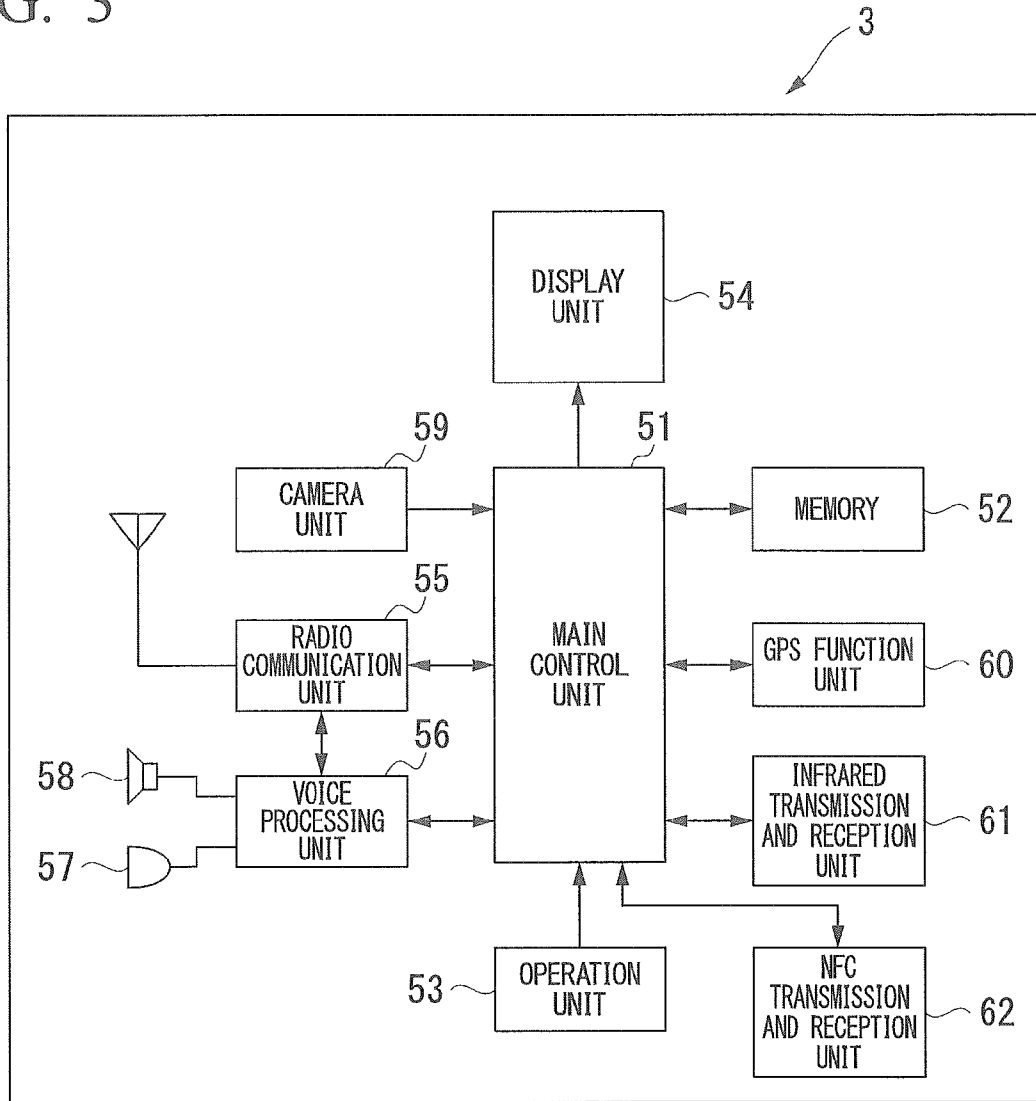 G. 3
3
DISPLAY
UNIT
54
59
51
CAMERA
UNIT
MEMORY
52
55
RADIO
COMMUNICATION
UNIT
MAIN
CONTROL
UNIT
GPS FUNCTION
UNIT
60
56
58
VOICE
PROCESSING
UNIT
57
INFRARED
TRANSMISSION
AND RECEPTION
UNIT
61
53
OPERATION
UNIT
NFC
TRANSMISSION
AND RECEPTION
UNIT
62